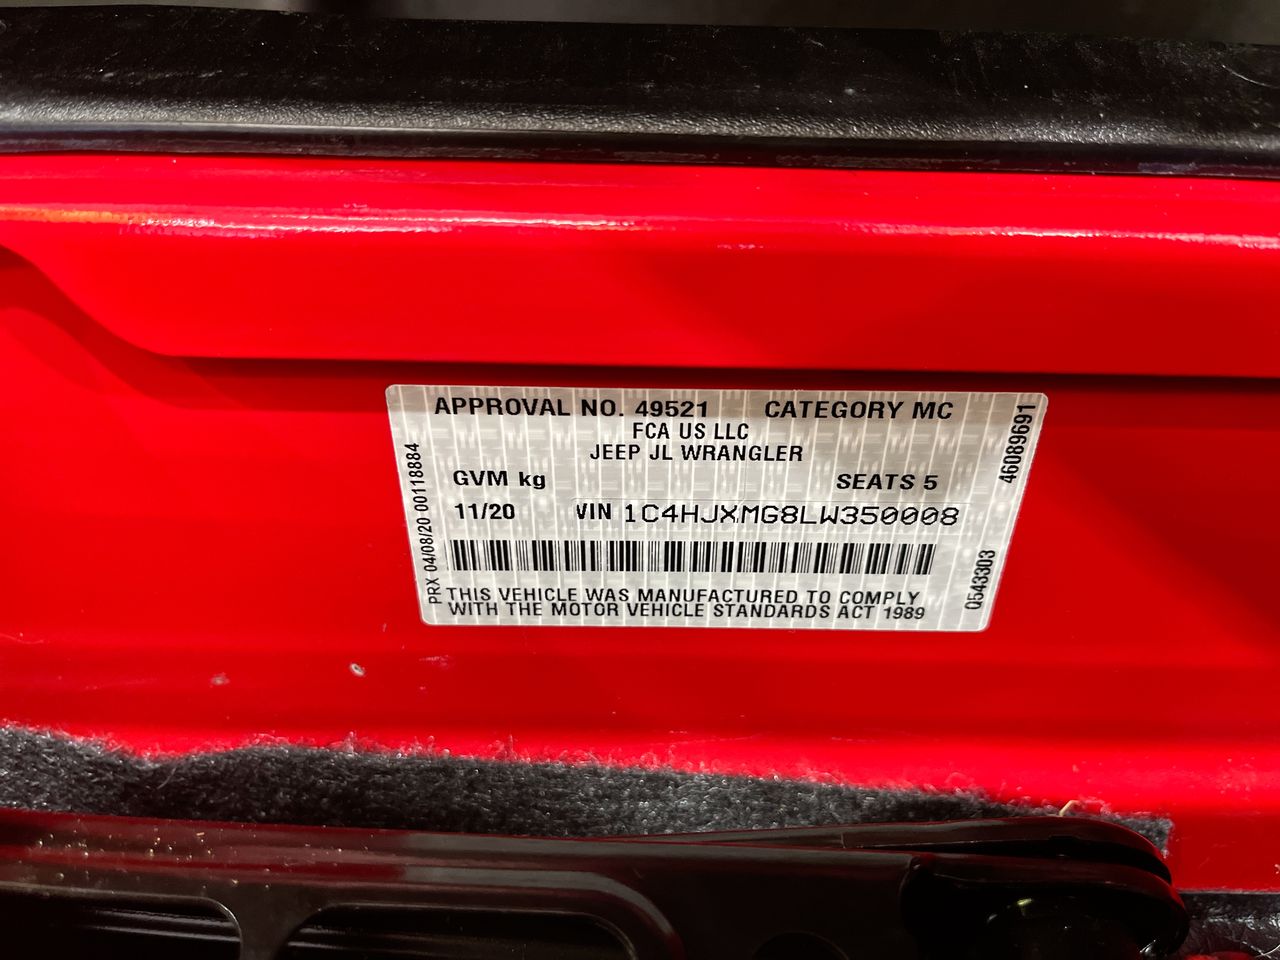 APPROVAL NO. 49521 CATEGORY MC
FCA US LLC
JEEP JL WRANGLER
GVM kg SEATS 5
11/20 VIN 1C4HJXMG8LW350008
THIS VEHICLE WAS MANUFACTURED TO COMPLY
WITH THE MOTOR VEHICLE STANDARDS ACT 1989
PRX 04/08/20 00118884
46089691
Q543303